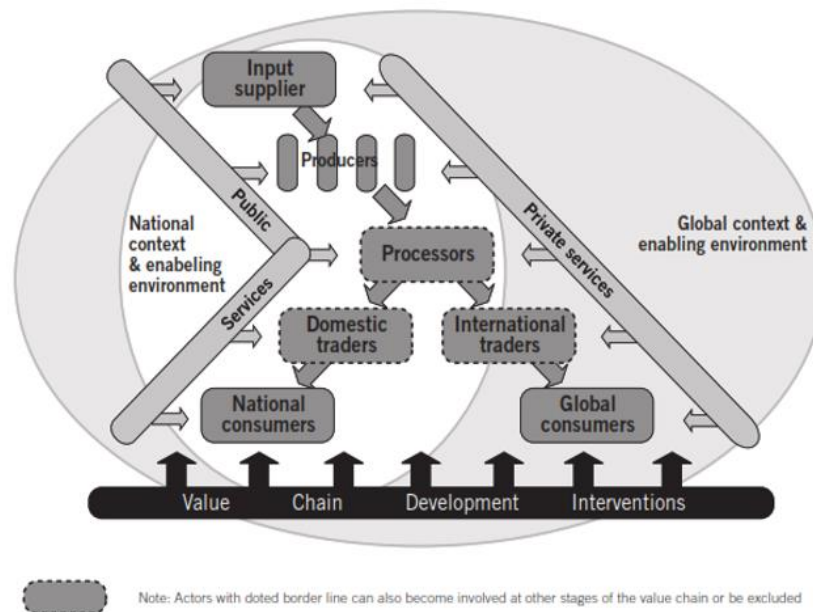 Input
supplier
Producers
Public
Private services
National
context
& enabeling
environment
Global context &
enabling environment
Processors
Services
Domestic
traders
International
traders
National
consumers
Global
consumers
Value Chain Development Interventions
Note: Actors with doted border line can also become involved at other stages of the value chain or be excluded